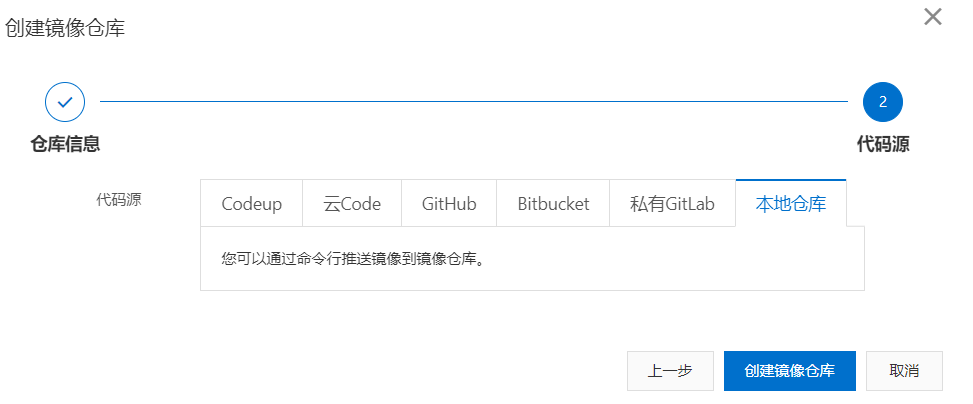 创建镜像仓库
2
仓库信息 代码源
代码源 Codeup 云Code GitHub Bitbucket 私有GitLab 本地仓库
您可以通过命令行推送镜像到镜像仓库。
上一步 创建镜像仓库 取消